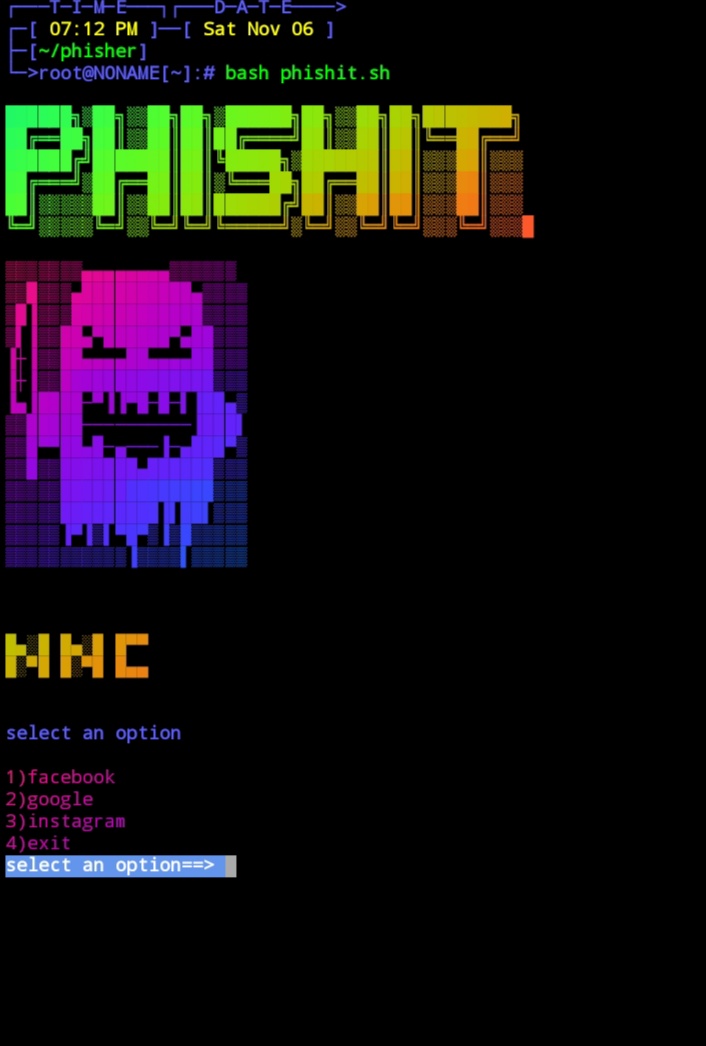 T-I-M-E D-A-T-E
[ 07:12 PM ]—[ Sat Nov 06 ]
[~/phisher]
>root@NONAME[~]:# bash phishit.sh
PHISHIT
NNC
select an option
1)facebook
2)google
3)instagram
4)exit
select an option==>